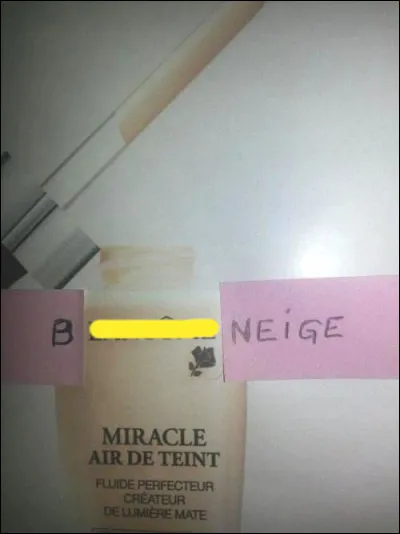 B NEiGE
MIRACLE
AIR DE TEINT
FLUIDE PERFECTEUR
CRÉATEUR
DE LUMIÈRE MATE